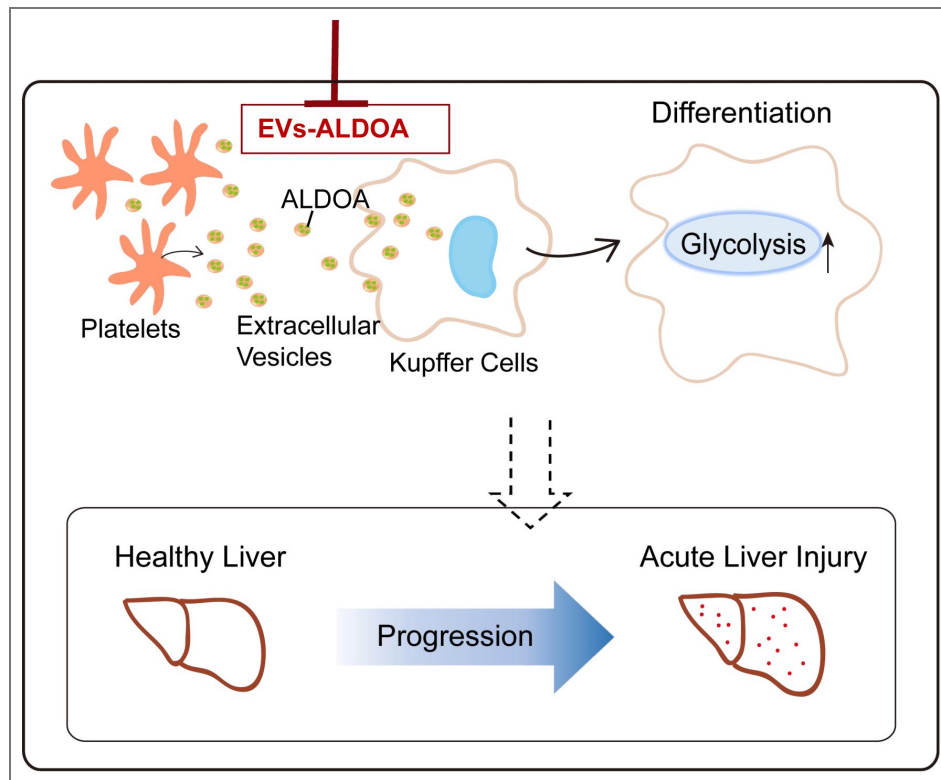 EVs-ALDOA
Differentiation
ALDOA
Glycolysis
Platelets
Extracellular
Vesicles
Kupffer Cells
Healthy Liver
Acute Liver Injury
Progression